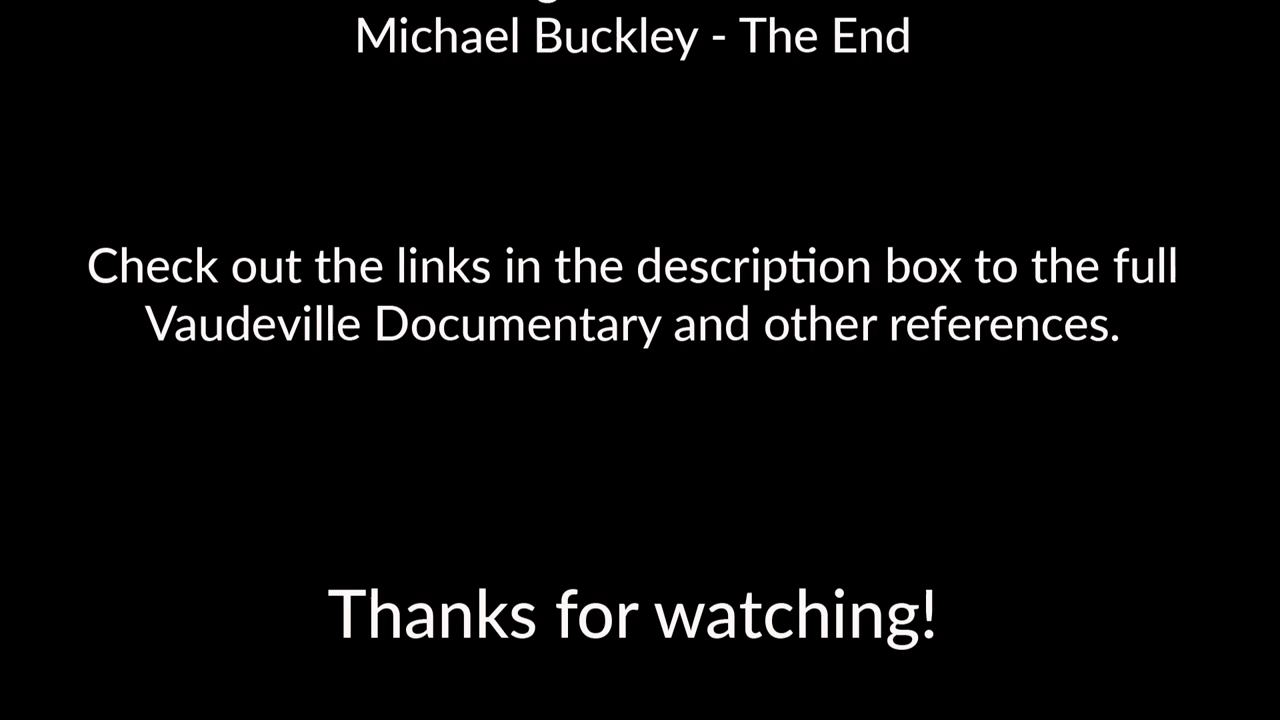 Michael Buckley - The End
Check out the links in the description box to the full
Vaudeville Documentary and other references.
Thanks for watching!